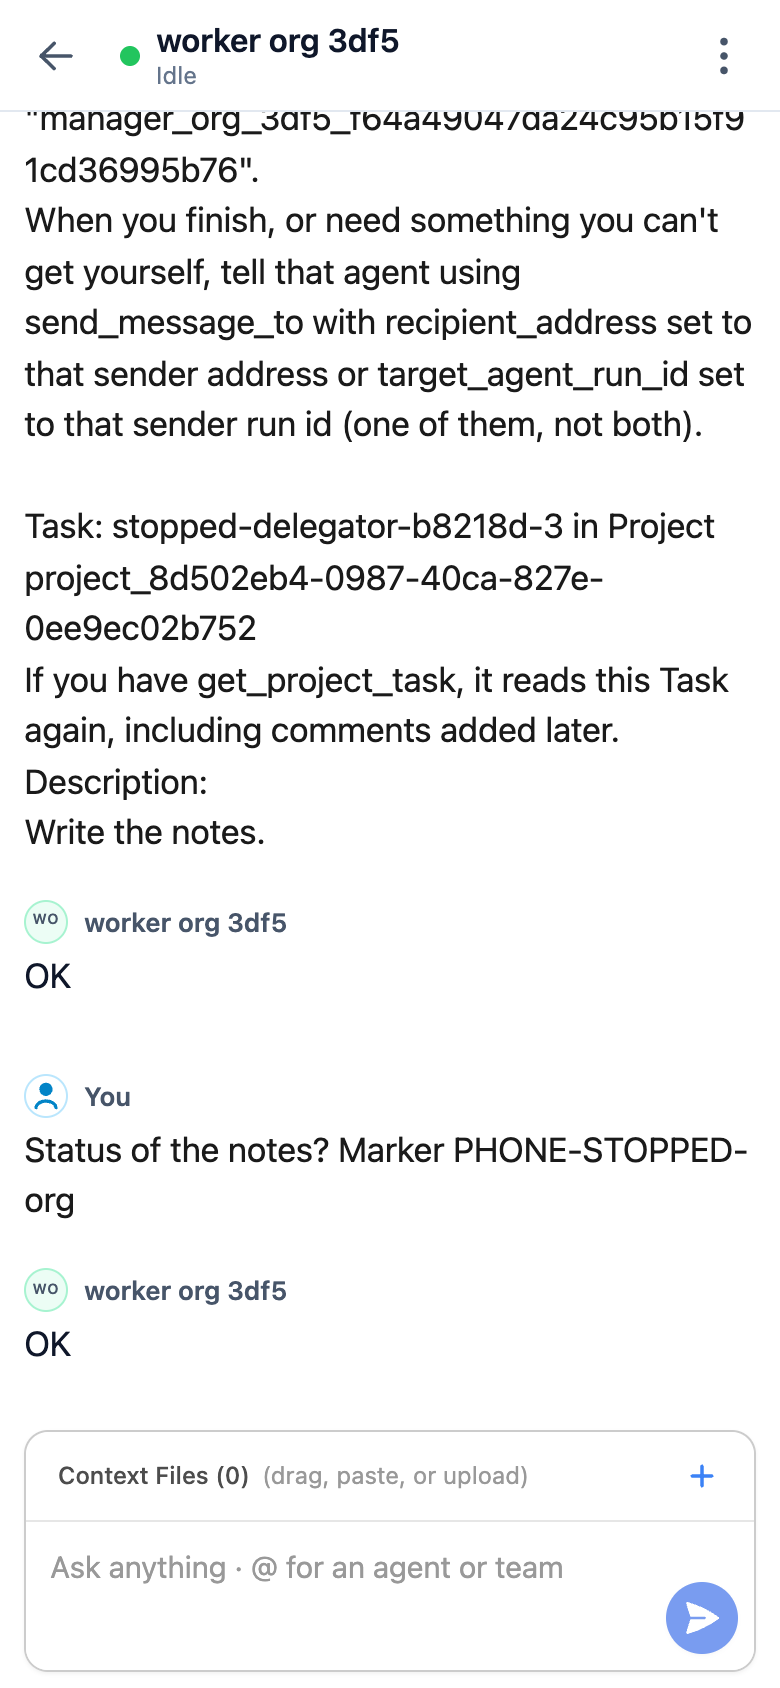 worker org 3df5
Idle
"manager_org_3df5_f64a49047da24c95b15f9
1cd36995b76".
When you finish, or need something you can't
get yourself, tell that agent using
send_message_to with recipient_address set to
that sender address or target_agent_run_id set
to that sender run id (one of them, not both).
Task: stopped-delegator-b8218d-3 in Project
project_8d502eb4-0987-40ca-827e-
0ee9ec02b752
If you have get_project_task, it reads this Task
again, including comments added later.
Description:
Write the notes.
WO worker org 3df5
OK
You
Status of the notes? Marker PHONE-STOPPED-
org
WO worker org 3df5
OK
Context Files (0) (drag, paste, or upload)
Ask anything · @ for an agent or team